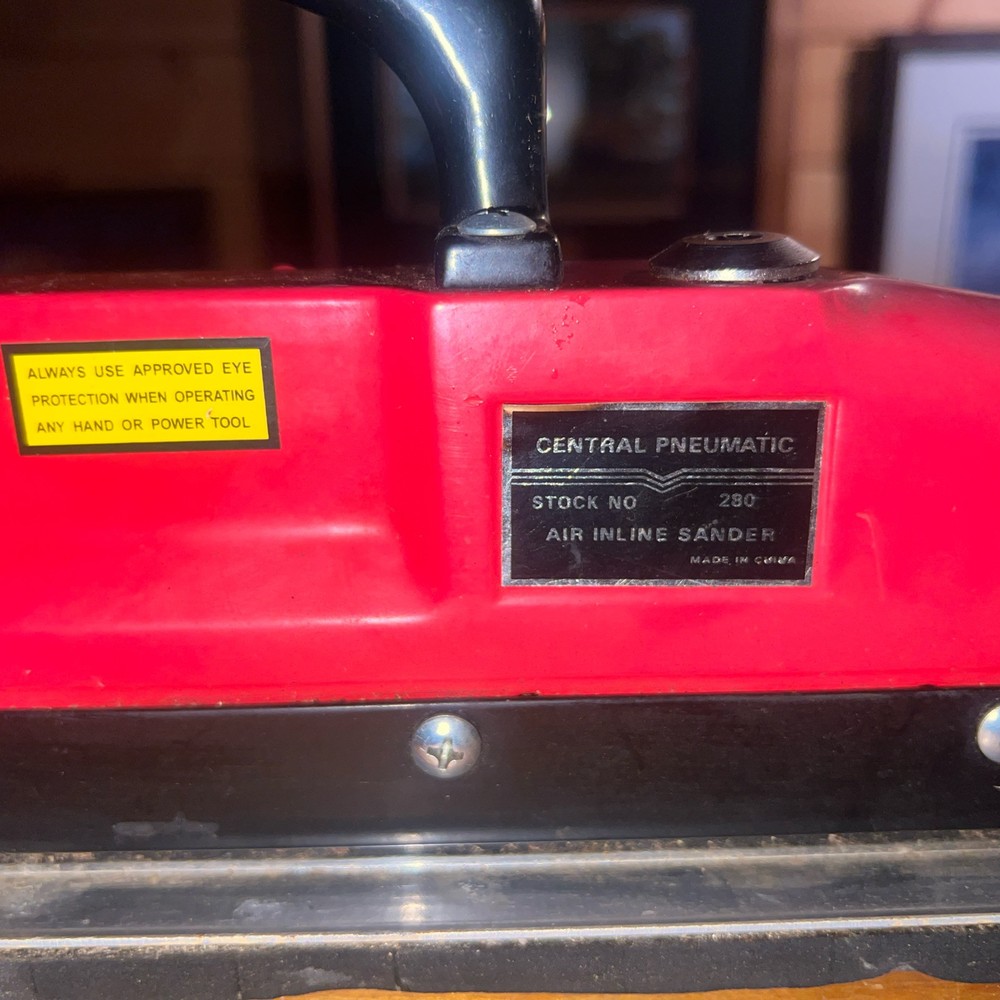 ALWAYS USE APPROVED EYE
PROTECTION WHEN OPERATING
ANY HAND OR POWER TOOL
CENTRAL PNEUMATIC
STOCK NO 280
AIR INLINE SANDER
MADE IN CHINA